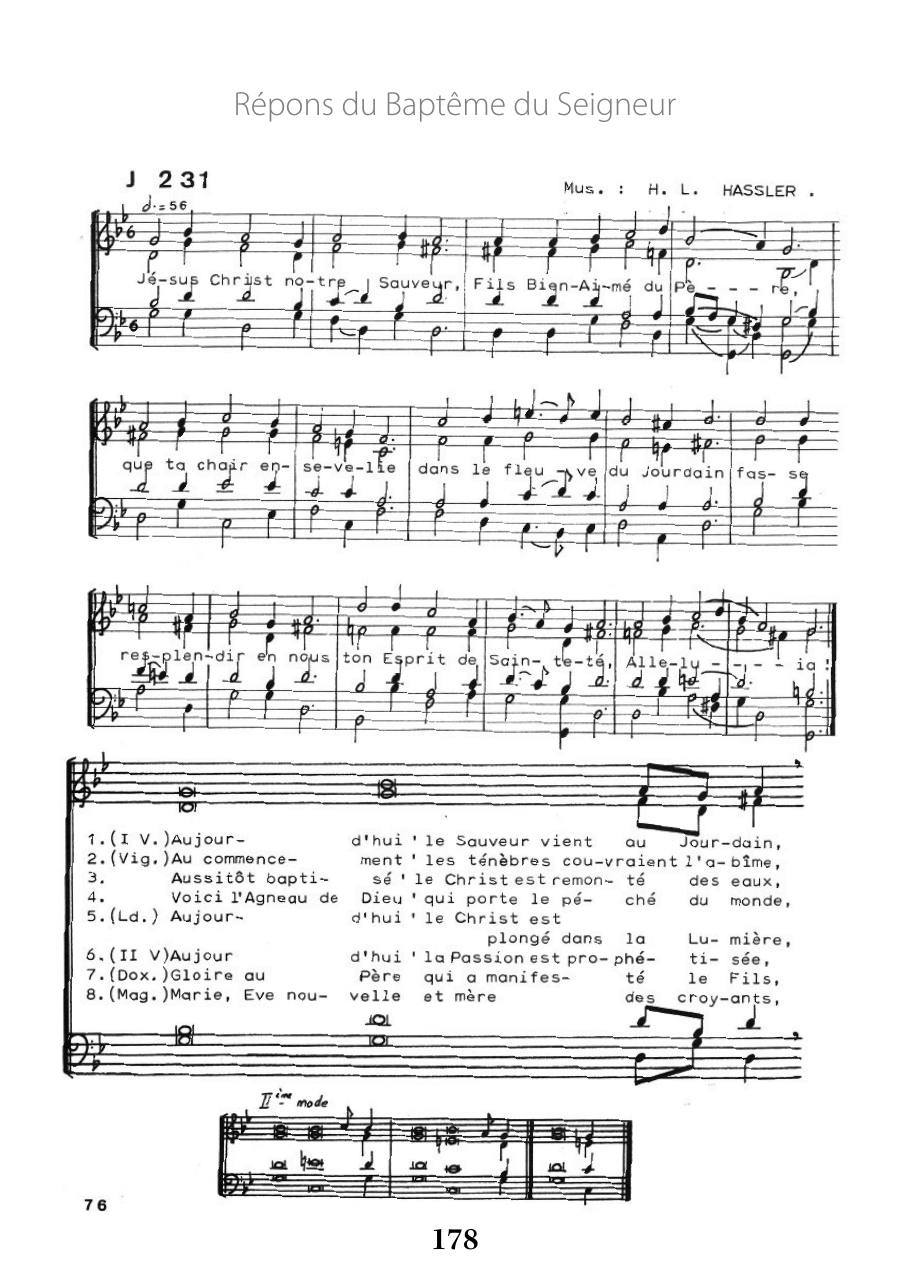 Répons du Baptême du Seigneur
J 231
Mus. : H. L. HASSLER .
𝅗𝅥. = 56
Jé-sus Christ no-tre Sauveur, Fils Bien-Ai-mé du Pè - - - re,
que ta chair en- se-ve-lie dans le fleu - ve du Jourdain fas- se
res-plen-dir en nous ton Esprit de Sain- te-té, Alle-lu - - - - ia :
1.(I V.)Aujour- d'hui ' le Sauveur vient au Jour-dain,
2.(Vig.)Au commence- ment ' les ténèbres cou-vraient l'a-bîme,
3. Aussitôt bapti- sé ' le Christ est remon- té des eaux,
4. Voici l'Agneau de Dieu ' qui porte le pé- ché du monde,
5.(Ld.) Aujour- d'hui ' le Christ est
plongé dans la Lu- mière,
6.(II V)Aujour d'hui ' la Passion est pro-phé- ti- sée,
7.(Dox.)Gloire au Père qui a manifes- té le Fils,
8.(Mag.)Marie, Eve nou- velle et mère des croy-ants,
II ème mode
76
178